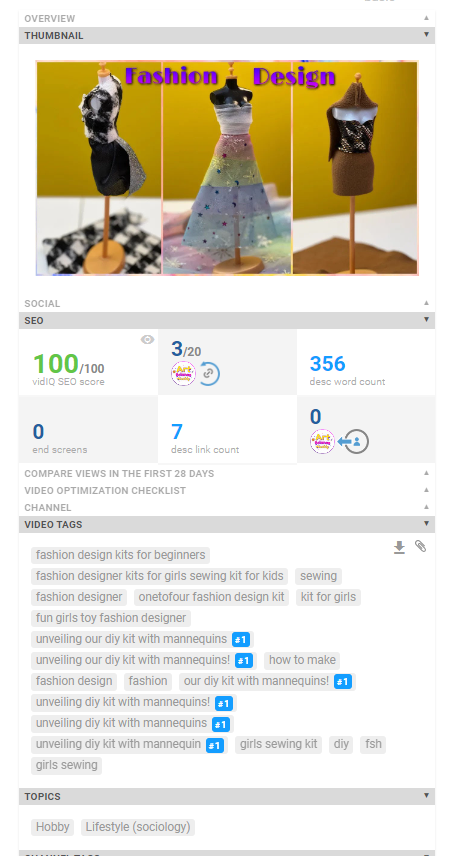 OVERVIEW
THUMBNAIL
Fashion Design
SOCIAL
SEO
100/100
vidIQ SEO score
3/20
356
desc word count
0
end screens
7
desc link count
0
COMPARE VIEWS IN THE FIRST 28 DAYS
VIDEO OPTIMIZATION CHECKLIST
CHANNEL
VIDEO TAGS
fashion design kits for beginners
fashion designer kits for girls sewing kit for kids sewing
fashion designer onetofour fashion design kit kit for girls
fun girls toy fashion designer
unveiling our diy kit with mannequins #1
unveiling our diy kit with mannequins! #1 how to make
fashion design fashion our diy kit with mannequins! #1
unveiling diy kit with mannequins! #1
unveiling diy kit with mannequins #1
unveiling diy kit with mannequin #1 girls sewing kit diy fsh
girls sewing
TOPICS
Hobby Lifestyle (sociology)